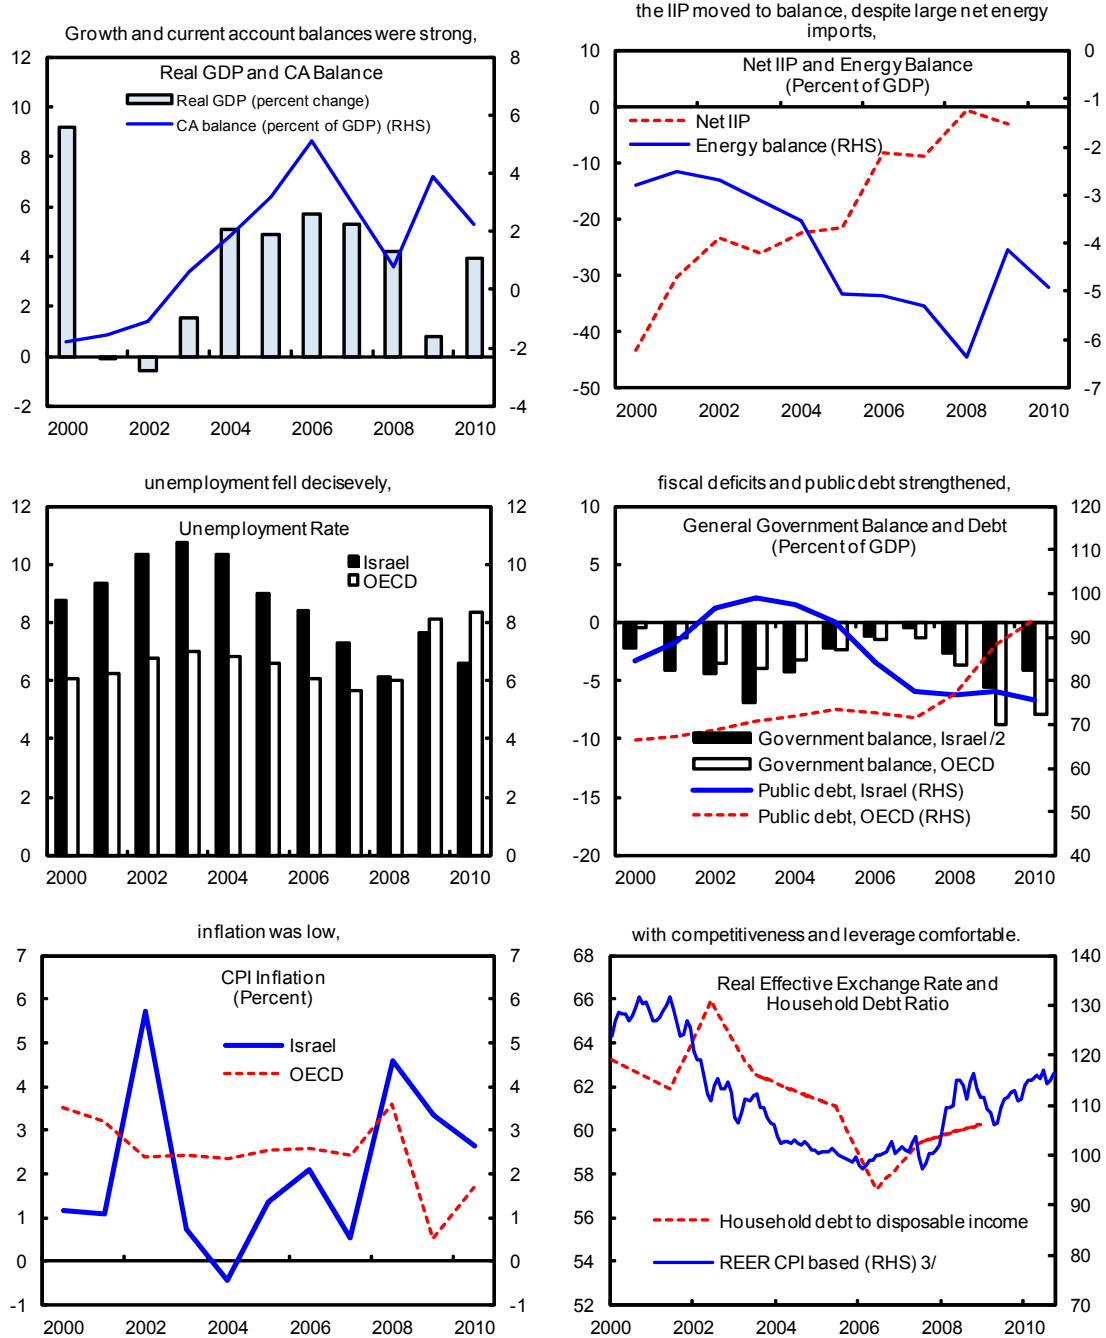 Growth and current account balances were strong,
Real GDP and CA Balance
Real GDP (percent change)
CA balance (percent of GDP) (RHS)
12
10
8
6
4
2
0
-2
8
6
4
2
0
-2
-4
2000 2002 2004 2006 2008 2010
the IIP moved to balance, despite large net energy
imports,
Net IIP and Energy Balance
(Percent of GDP)
Net IIP
Energy balance (RHS)
10
0
-10
-20
-30
-40
-50
0
-1
-2
-3
-4
-5
-6
-7
2000 2002 2004 2006 2008 2010
unemployment fell decisevely,
Unemployment Rate
Israel
OECD
12
10
8
6
4
2
0
12
10
8
6
4
2
0
2000 2002 2004 2006 2008 2010
fiscal deficits and public debt strengthened,
General Government Balance and Debt
(Percent of GDP)
10
5
0
-5
-10
-15
-20
120
110
100
90
80
70
60
50
40
Government balance, Israel /2
Government balance, OECD
Public debt, Israel (RHS)
Public debt, OECD (RHS)
2000 2002 2004 2006 2008 2010
inflation was low,
CPI Inflation
(Percent)
Israel
OECD
7
6
5
4
3
2
1
0
-1
7
6
5
4
3
2
1
0
-1
2000 2002 2004 2006 2008 2010
with competitiveness and leverage comfortable.
Real Effective Exchange Rate and
Household Debt Ratio
68
66
64
62
60
58
56
54
52
140
130
120
110
100
90
80
70
Household debt to disposable income
REER CPI based (RHS) 3/
2000 2002 2004 2006 2008 2010